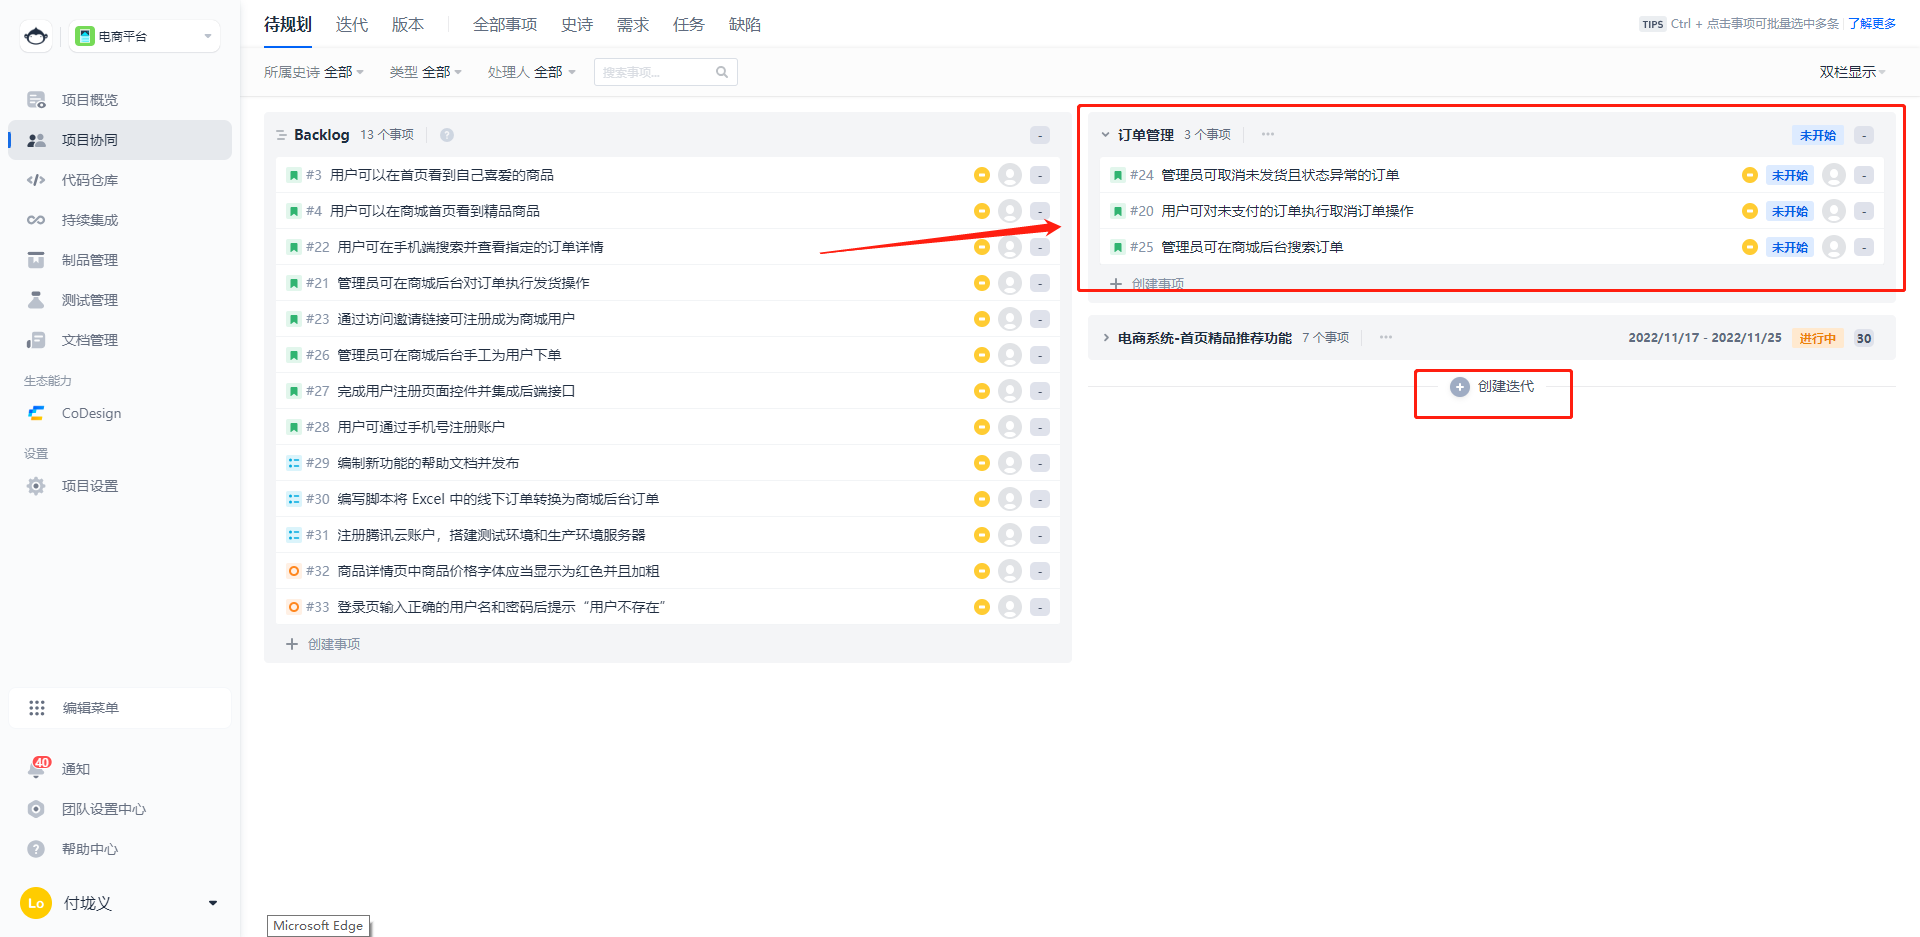 电商平台
项目概览
项目协同
代码仓库
持续集成
制品管理
测试管理
文档管理
生态能力
CoDesign
设置
项目设置
编辑菜单
40
通知
团队设置中心
帮助中心
Lo 付垅义
待规划 迭代 版本 全部事项 史诗 需求 任务 缺陷
TIPS Ctrl + 点击事项可批量选中多条 了解更多
所属史诗 全部 类型 全部 处理人 全部 搜索事项... 双栏显示
Backlog 13 个事项 ? -
#3 用户可以在首页看到自己喜爱的商品 -
#4 用户可以在商城首页看到精品商品 -
#22 用户可在手机端搜索并查看指定的订单详情 -
#21 管理员可在商城后台对订单执行发货操作 -
#23 通过访问邀请链接可注册成为商城用户 -
#26 管理员可在商城后台手工为用户下单 -
#27 完成用户注册页面控件并集成后端接口 -
#28 用户可通过手机号注册账户 -
#29 编制新功能的帮助文档并发布 -
#30 编写脚本将 Excel 中的线下订单转换为商城后台订单 -
#31 注册腾讯云账户，搭建测试环境和生产环境服务器 -
#32 商品详情页中商品价格字体应当显示为红色并且加粗 -
#33 登录页输入正确的用户名和密码后提示“用户不存在” -
+ 创建事项
订单管理 3 个事项 ··· 未开始 -
#24 管理员可取消未发货且状态异常的订单 未开始 -
#20 用户可对未支付的订单执行取消订单操作 未开始 -
#25 管理员可在商城后台搜索订单 未开始 -
+ 创建事项
电商系统-首页精品推荐功能 7 个事项 ··· 2022/11/17 - 2022/11/25 进行中 30
+ 创建迭代
Microsoft Edge